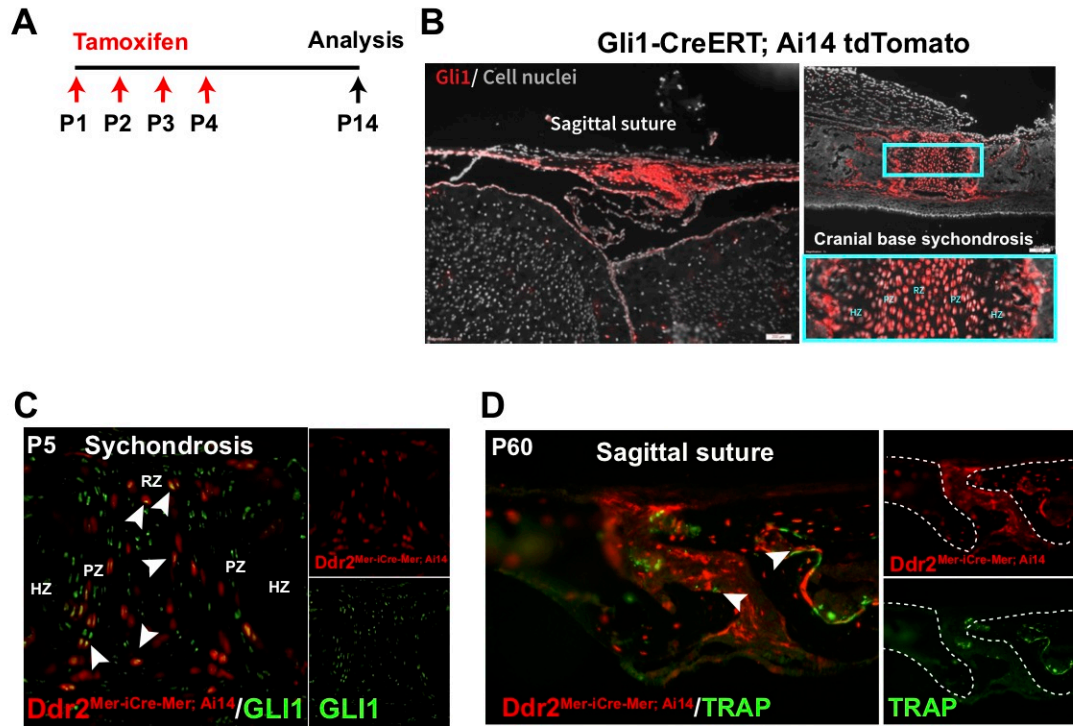 A
Tamoxifen
Analysis
P1 P2 P3 P4 P14
B
Gli1-CreERT; Ai14 tdTomato
Gli1/ Cell nuclei
Sagittal suture
Cranial base sychondrosis
HZ PZ RZ PZ HZ
C
P5 Sychondrosis
RZ
PZ PZ
HZ HZ
Ddr2Mer-iCre-Mer; Ai14/GLI1
Ddr2Mer-iCre-Mer; Ai14
GLI1
D
P60 Sagittal suture
Ddr2Mer-iCre-Mer; Ai14/TRAP
Ddr2Mer-iCre-Mer; Ai14
TRAP